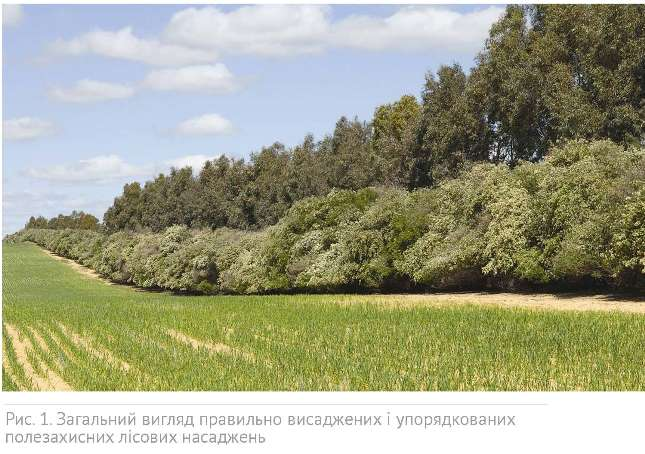 Рис. 1. Загальний вигляд правильно висаджених і упорядкованих
полезахисних лісових насаджень